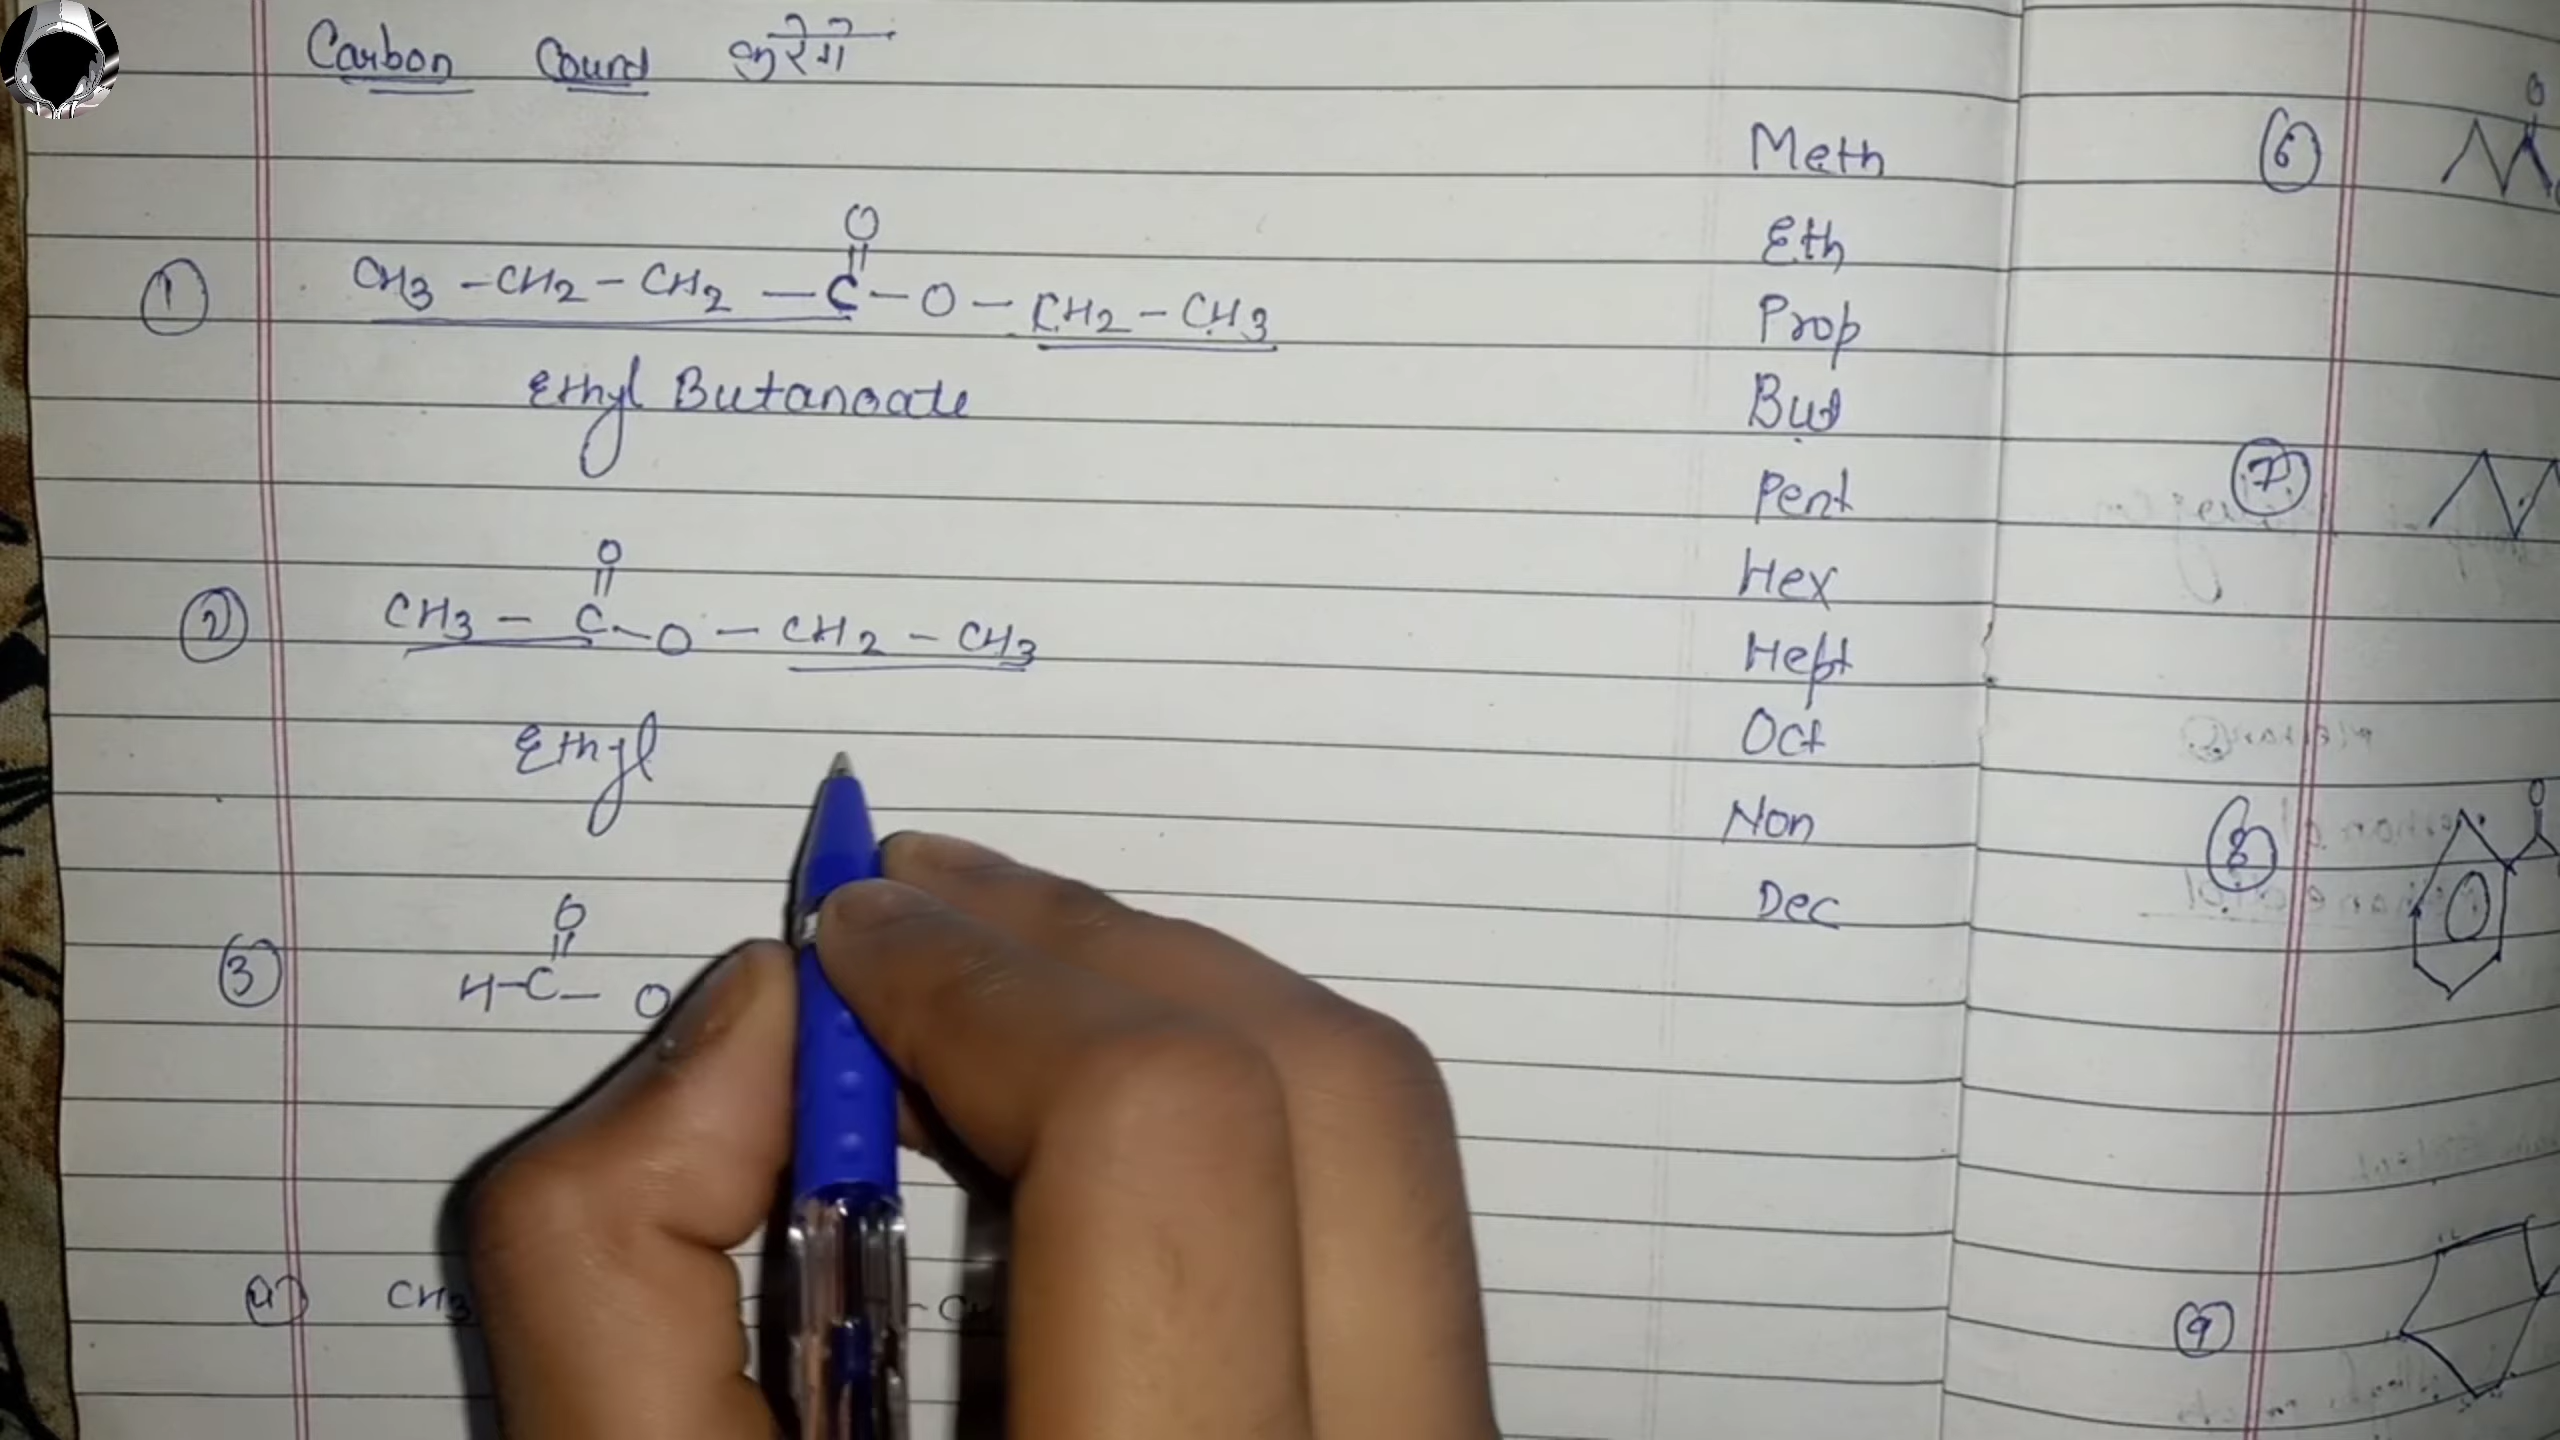 Carbon Count करेंगे
Meth
Eth
Prop
But
Pent
Hex
Hept
Oct
Non
Dec
①
O
CH3 - CH2 - CH2 - C - O - CH2 - CH3
Ethyl Butanoate
②
O
CH3 - C - O - CH2 - CH3
Ethyl
③
O
H-C- O
④ CH3 - CH
⑥
O
⑦
⑧
O
⑨